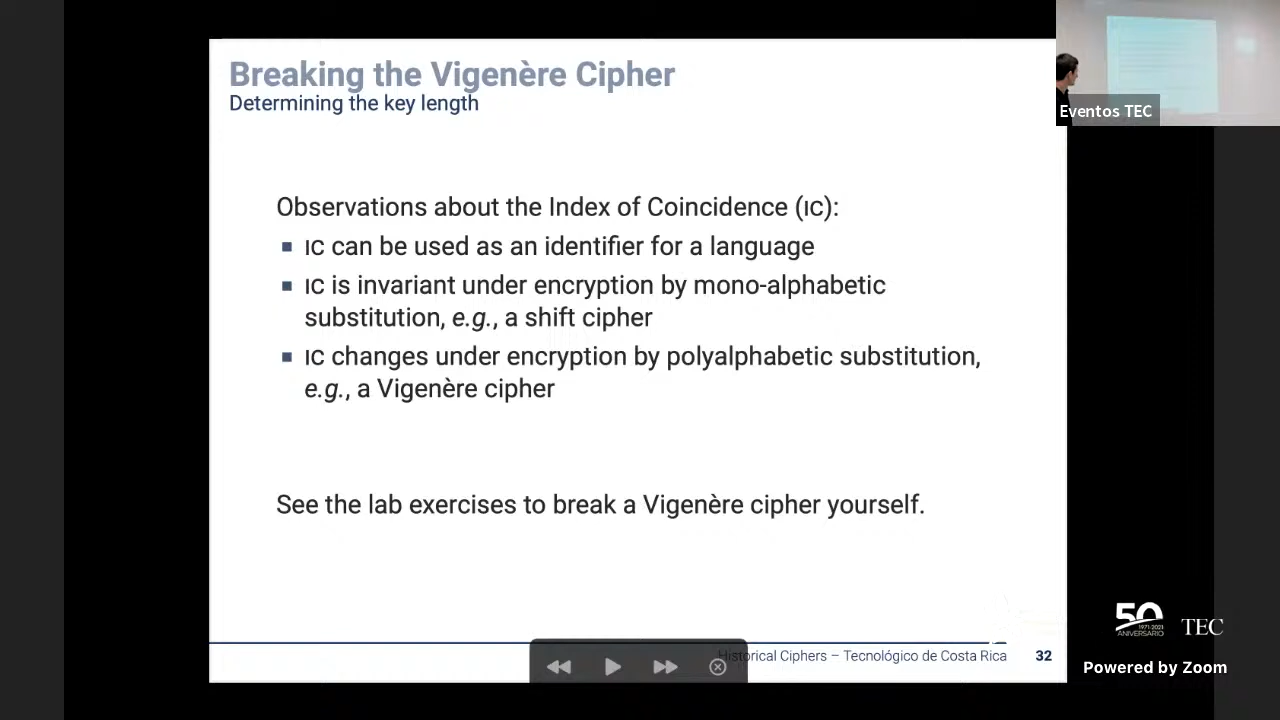 Breaking the Vigenère Cipher
Determining the key length
Eventos TEC
Observations about the Index of Coincidence (IC):
IC can be used as an identifier for a language
IC is invariant under encryption by mono-alphabetic
substitution, e.g., a shift cipher
IC changes under encryption by polyalphabetic substitution,
e.g., a Vigenère cipher
See the lab exercises to break a Vigenère cipher yourself.
50
1971-2021
ANIVERSARIO
TEC
Historical Ciphers – Tecnológico de Costa Rica 32
Powered by Zoom